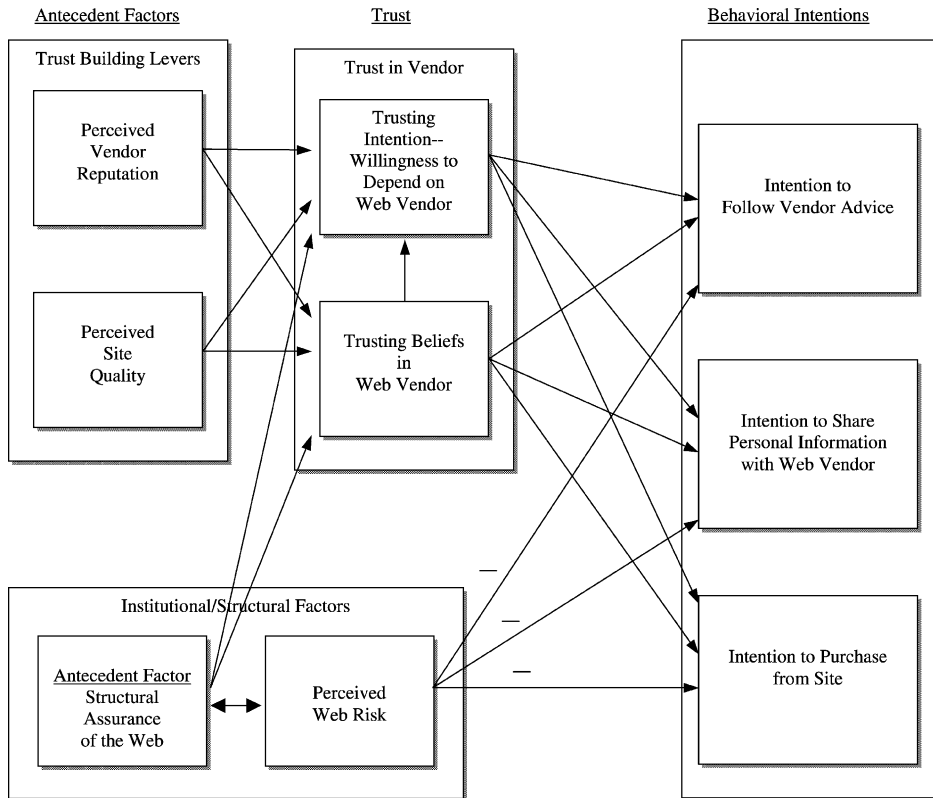 Antecedent Factors
Trust
Behavioral Intentions
Trust Building Levers
Perceived
Vendor
Reputation
Perceived
Site
Quality
Trust in Vendor
Trusting
Intention--
Willingness to
Depend on
Web Vendor
Trusting Beliefs
in
Web Vendor
Intention to
Follow Vendor Advice
Intention to Share
Personal Information
with Web Vendor
Intention to Purchase
from Site
Institutional/Structural Factors
Antecedent Factor
Structural
Assurance
of the Web
Perceived
Web Risk
—
—
—